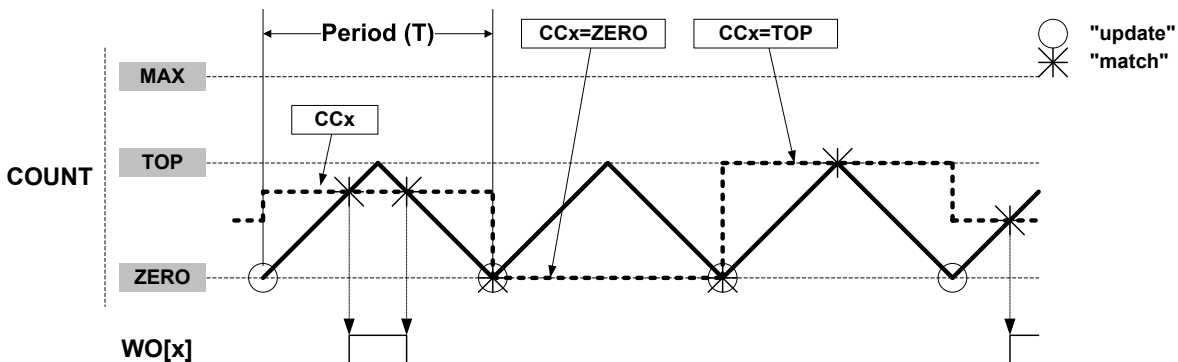 Period (T)
CCx=ZERO
CCx=TOP
"update"
"match"
MAX
CCx
TOP
COUNT
ZERO
WO[x]